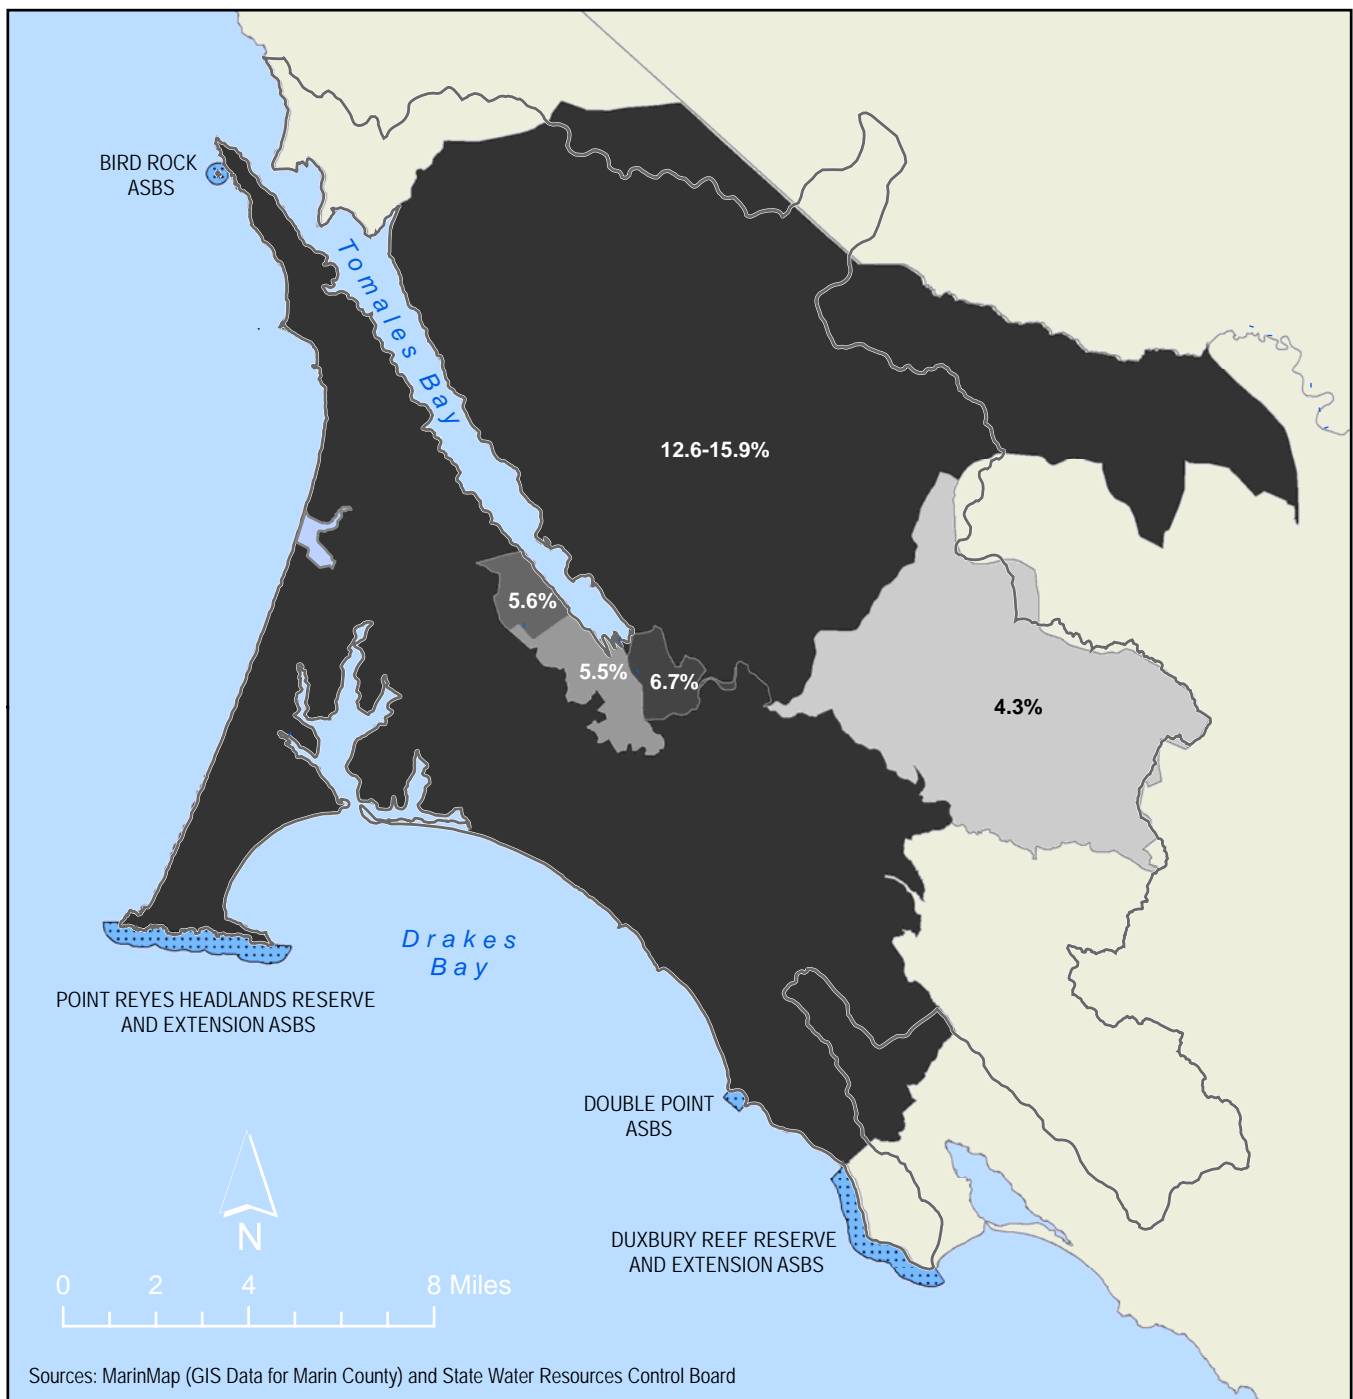 BIRD ROCK
ASBS
Tomales Bay
12.6-15.9%
5.6%
5.5%
6.7%
4.3%
Drakes
Bay
POINT REYES HEADLANDS RESERVE
AND EXTENSION ASBS
DOUBLE POINT
ASBS
DUXBURY REEF RESERVE
AND EXTENSION ASBS
N
0 2 4 8 Miles
Sources: MarinMap (GIS Data for Marin County) and State Water Resources Control Board